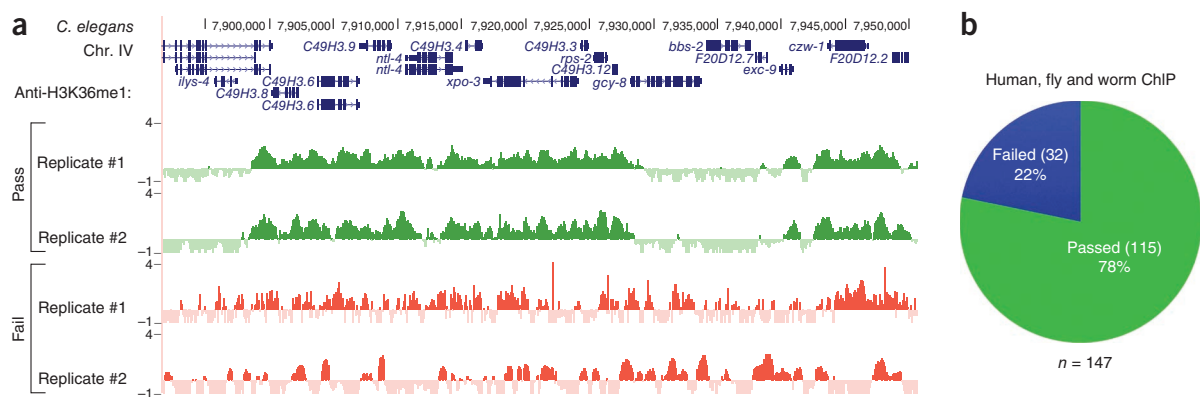 a
C. elegans
7,900,000 7,905,000 7,910,000 7,915,000 7,920,000 7,925,000 7,930,000 7,935,000 7,940,000 7,945,000 7,950,000
Chr. IV
C49H3.9 C49H3.4 C49H3.3 bbs-2 czw-1
ntl-4 rps-2 F20D12.7 F20D12.2
ntl-4 C49H3.12 exc-9
ilys-4 C49H3.6 xpo-3 gcy-8
C49H3.8
C49H3.6
Anti-H3K36me1:
Pass
4
Replicate #1
−1
4
Replicate #2
−1
Fail
4
Replicate #1
−1
4
Replicate #2
−1
b
Human, fly and worm ChIP
Failed (32)
22%
Passed (115)
78%
n = 147